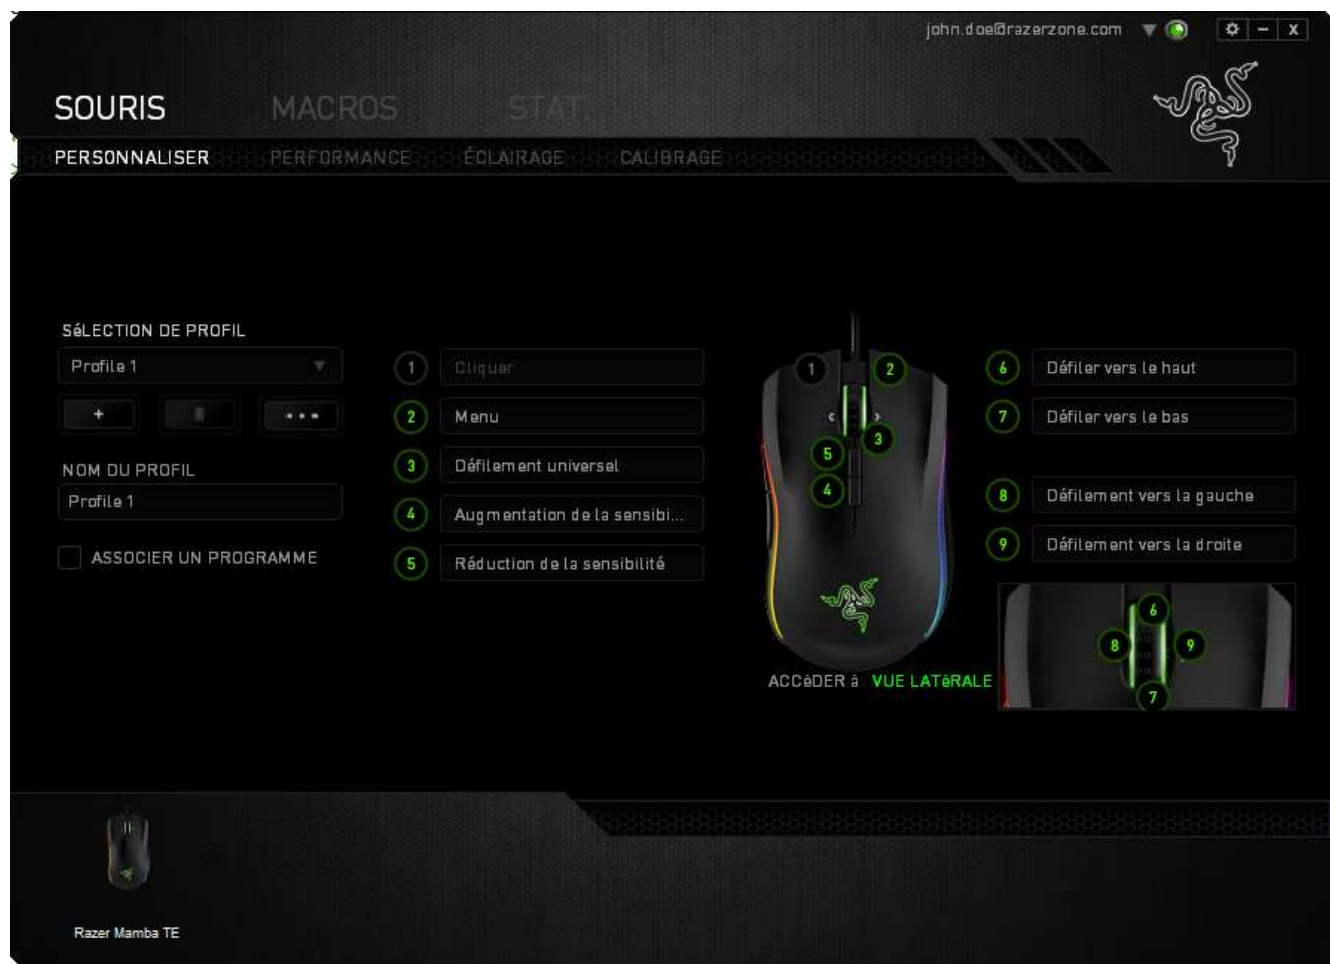 john.doe@razerzone.com
SOURIS MACROS STAT.
PERSONNALISER PERFORMANCE ÉCLAIRAGE CALIBRAGE
SéLECTION DE PROFIL
Profile 1
NOM DU PROFIL
Profile 1
ASSOCIER UN PROGRAMME
1 Cliquer
2 Menu
3 Défilement universel
4 Augmentation de la sensibi...
5 Réduction de la sensibilité
1 2
3
5
4
ACCèDER à VUE LATèRALE
6 Défiler vers le haut
7 Défiler vers le bas
8 Défilement vers la gauche
9 Défilement vers la droite
6
8 9
7
Razer Mamba TE